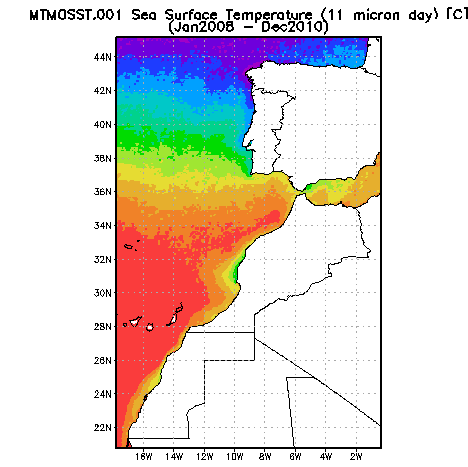 MTMOSST.001 Sea Surface Temperature (11 micron day) [C]
(Jan2008 - Dec2010)
44N
42N
40N
38N
36N
34N
32N
30N
28N
26N
24N
22N
16W 14W 12W 10W 8W 6W 4W 2W